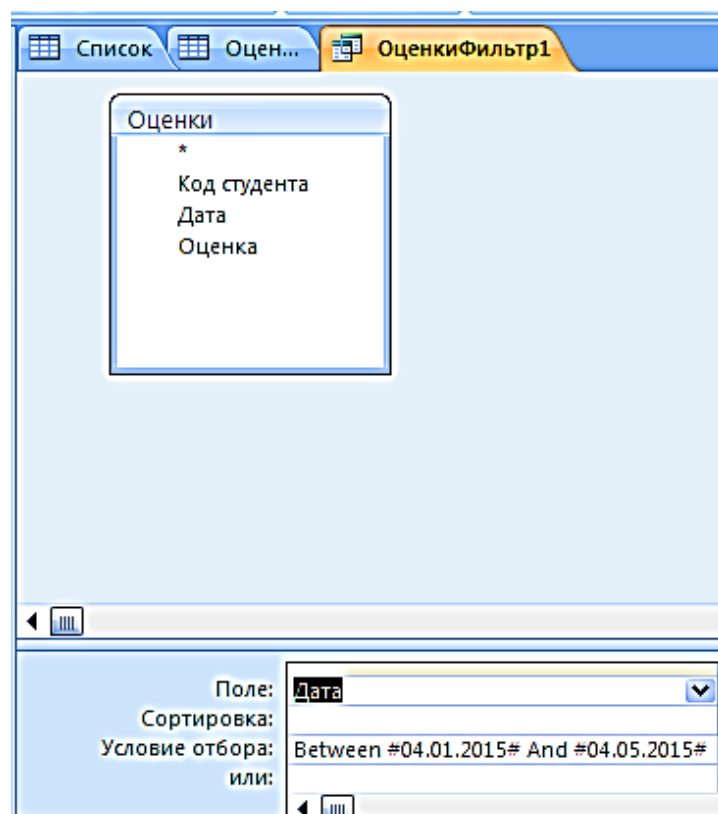 Список Оцен... ОценкиФильтр1
Оценки
*
Код студента
Дата
Оценка
Поле: Дата
Сортировка:
Условие отбора: Between #04.01.2015# And #04.05.2015#
или: